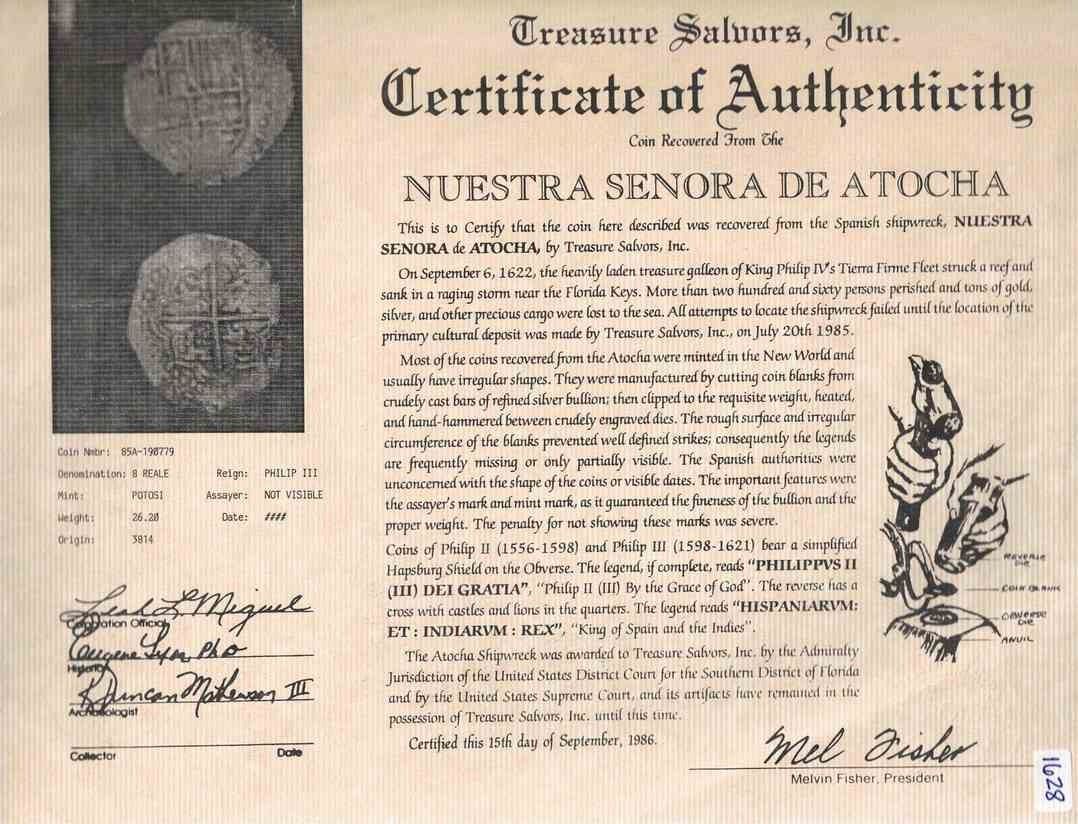 Treasure Salvors, Inc.
Certificate of Authenticity
Coin Recovered From The
NUESTRA SENORA DE ATOCHA
This is to Certify that the coin here described was recovered from the Spanish shipwreck, NUESTRA
SENORA de ATOCHA, by Treasure Salvors, Inc.
On September 6, 1622, the heavily laden treasure galleon of King Philip IV's Tierra Firme Fleet struck a reef and
sank in a raging storm near the Florida Keys. More than two hundred and sixty persons perished and tons of gold,
silver, and other precious cargo were lost to the sea. All attempts to locate the shipwreck failed until the location of the
primary cultural deposit was made by Treasure Salvors, Inc., on July 20th 1985.
Most of the coins recovered from the Atocha were minted in the New World and
usually have irregular shapes. They were manufactured by cutting coin blanks from
crudely cast bars of refined silver bullion; then clipped to the requisite weight, heated,
and hand-hammered between crudely engraved dies. The rough surface and irregular
circumference of the blanks prevented well defined strikes; consequently the legends
are frequently missing or only partially visible. The Spanish authorities were
unconcerned with the shape of the coins or visible dates. The important features were
the assayer's mark and mint mark, as it guaranteed the fineness of the bullion and the
proper weight. The penalty for not showing these marks was severe.
Coins of Philip II (1556-1598) and Philip III (1598-1621) bear a simplified
Hapsburg Shield on the Obverse. The legend, if complete, reads "PHILIPPVS II
(III) DEI GRATIA", "Philip II (III) By the Grace of God". The reverse has a
cross with castles and lions in the quarters. The legend reads "HISPANIARVM:
ET : INDIARVM : REX", "King of Spain and the Indies".
The Atocha Shipwreck was awarded to Treasure Salvors, Inc. by the Admiralty
Jurisdiction of the United States District Court for the Southern District of Florida
and by the United States Supreme Court, and its artifacts have remained in the
possession of Treasure Salvors, Inc. until this time.
Certified this 15th day of September, 1986.
REVERSE
DIE
COIN BLANK
OBVERSE
DIE
ANVIL
Mel Fisher
Melvin Fisher, President
Coin Nmbr: 85A-190779
Denomination: 8 REALE Reign: PHILIP III
Mint: POTOSI Assayer: NOT VISIBLE
Weight: 26.20 Date: ####
Origin: 3814
Leah L Miguel
Corporation Official
Eugene Lyon PhD
Historian
R Duncan Mathewson III
Archaeologist
Collector Date
1628